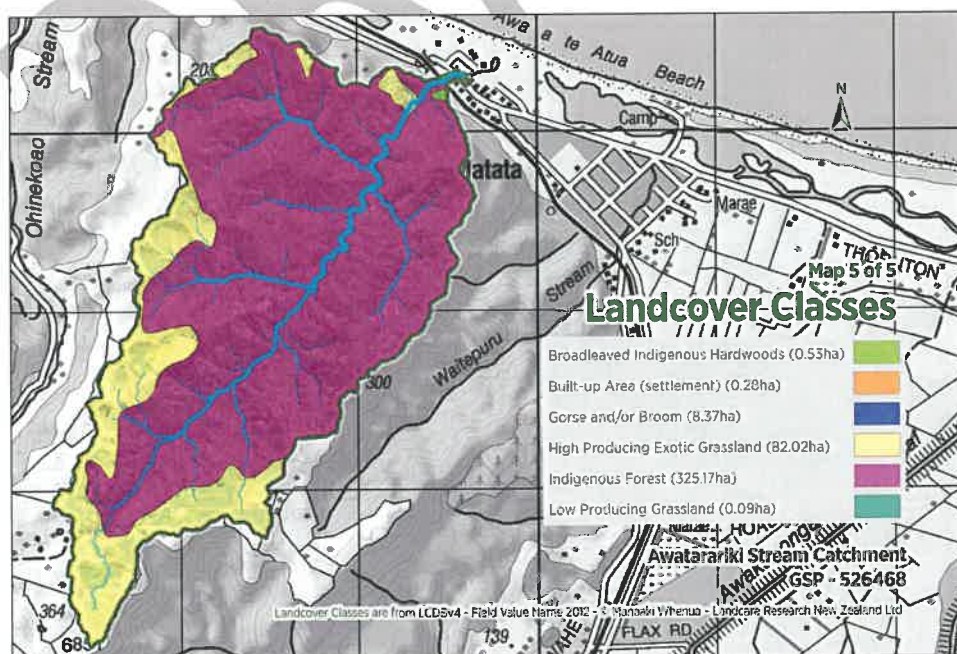 Awa a te Atua Beach
Stream
208
N
Camp
Ohinekoao
Matata
Marae
Sch
Stream
Map 5 of 5
Landcover Classes
Waitepuru
300
Broadleaved Indigenous Hardwoods (0.53ha)
Built-up Area (settlement) (0.28ha)
Gorse and/or Broom (8.37ha)
High Producing Exotic Grassland (82.02ha)
Indigenous Forest (325.17ha)
Low Producing Grassland (0.09ha)
Awatarariki Stream Catchment
GSP - 526468
364
Landcover Classes are from LCDSv4 - Field Value Name 2012 - © Manaaki Whenua - Landcare Research New Zealand Ltd
139
FLAX RD